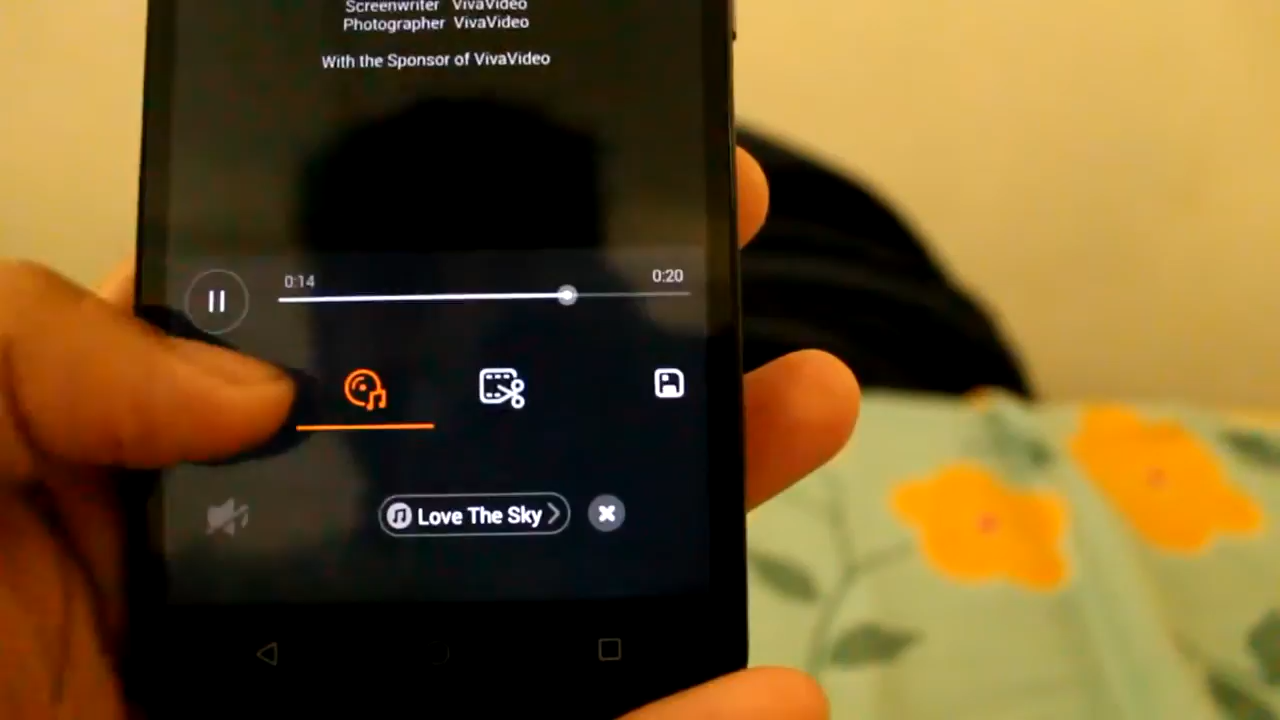 Screenwriter VivaVideo
Photographer VivaVideo
With the Sponsor of VivaVideo
0:14
0:20
Love The Sky